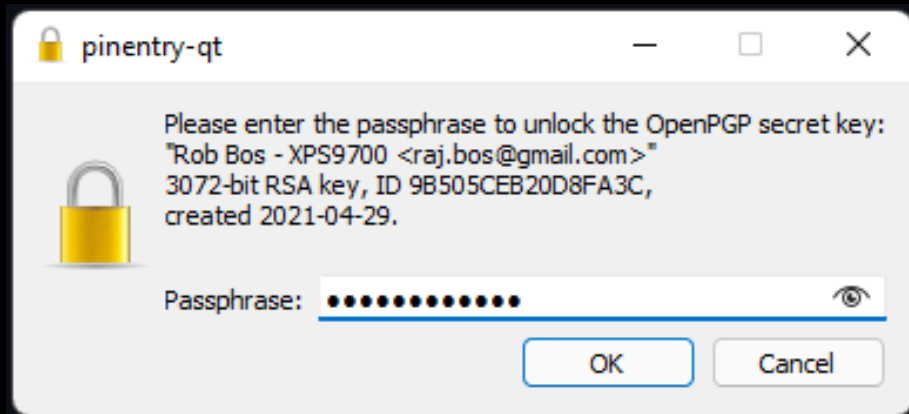 pinentry-qt
Please enter the passphrase to unlock the OpenPGP secret key:
"Rob Bos - XPS9700 <raj.bos@gmail.com>"
3072-bit RSA key, ID 9B505CEB20D8FA3C,
created 2021-04-29.
Passphrase: ●●●●●●●●●●●●
OK Cancel